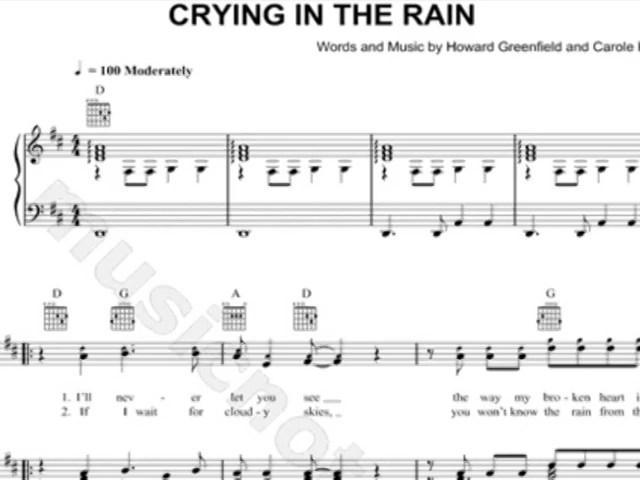 CRYING IN THE RAIN
Words and Music by Howard Greenfield and Carole
= 100 Moderately
D
D G A D G
1. I'll nev - er let you see the way my bro - ken heart
2. If I wait for cloud - y skies, you won't know the rain from
musicnot